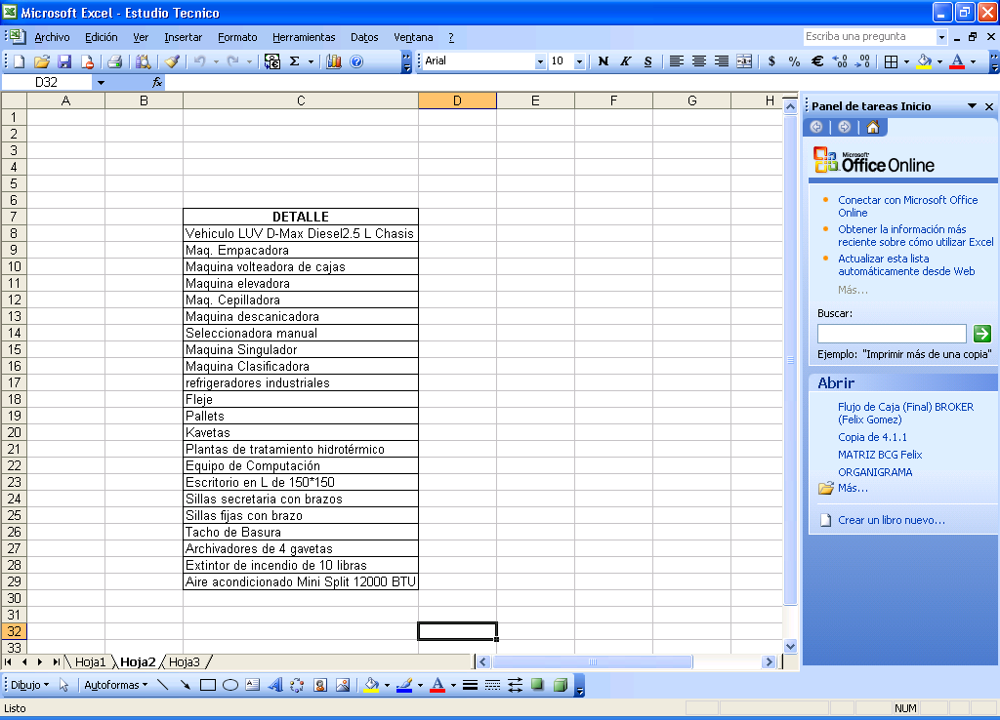 Microsoft Excel - Estudio Tecnico
Archivo Edición Ver Insertar Formato Herramientas Datos Ventana ?
Escriba una pregunta
Arial 10 N K S $ % €
D32 fx
A B C D E F G H
1
2
3
4
5
6
7 DETALLE
8 Vehiculo LUV D-Max Diesel2.5 L Chasis
9 Maq. Empacadora
10 Maquina volteadora de cajas
11 Maquina elevadora
12 Maq. Cepilladora
13 Maquina descanicadora
14 Seleccionadora manual
15 Maquina Singulador
16 Maquina Clasificadora
17 refrigeradores industriales
18 Fleje
19 Pallets
20 Kavetas
21 Plantas de tratamiento hidrotérmico
22 Equipo de Computación
23 Escritorio en L de 150*150
24 Sillas secretaria con brazos
25 Sillas fijas con brazo
26 Tacho de Basura
27 Archivadores de 4 gavetas
28 Extintor de incendio de 10 libras
29 Aire acondicionado Mini Split 12000 BTU
30
31
32
33
Hoja1 Hoja2 Hoja3
Panel de tareas Inicio
Microsoft
Office Online
Conectar con Microsoft Office
Online
Obtener la información más
reciente sobre cómo utilizar Excel
Actualizar esta lista
automáticamente desde Web
Más...
Buscar:
Ejemplo: "Imprimir más de una copia"
Abrir
Flujo de Caja (Final) BROKER
(Felix Gomez)
Copia de 4.1.1
MATRIZ BCG Felix
ORGANIGRAMA
Más...
Crear un libro nuevo...
Dibujo Autoformas
Listo NUM